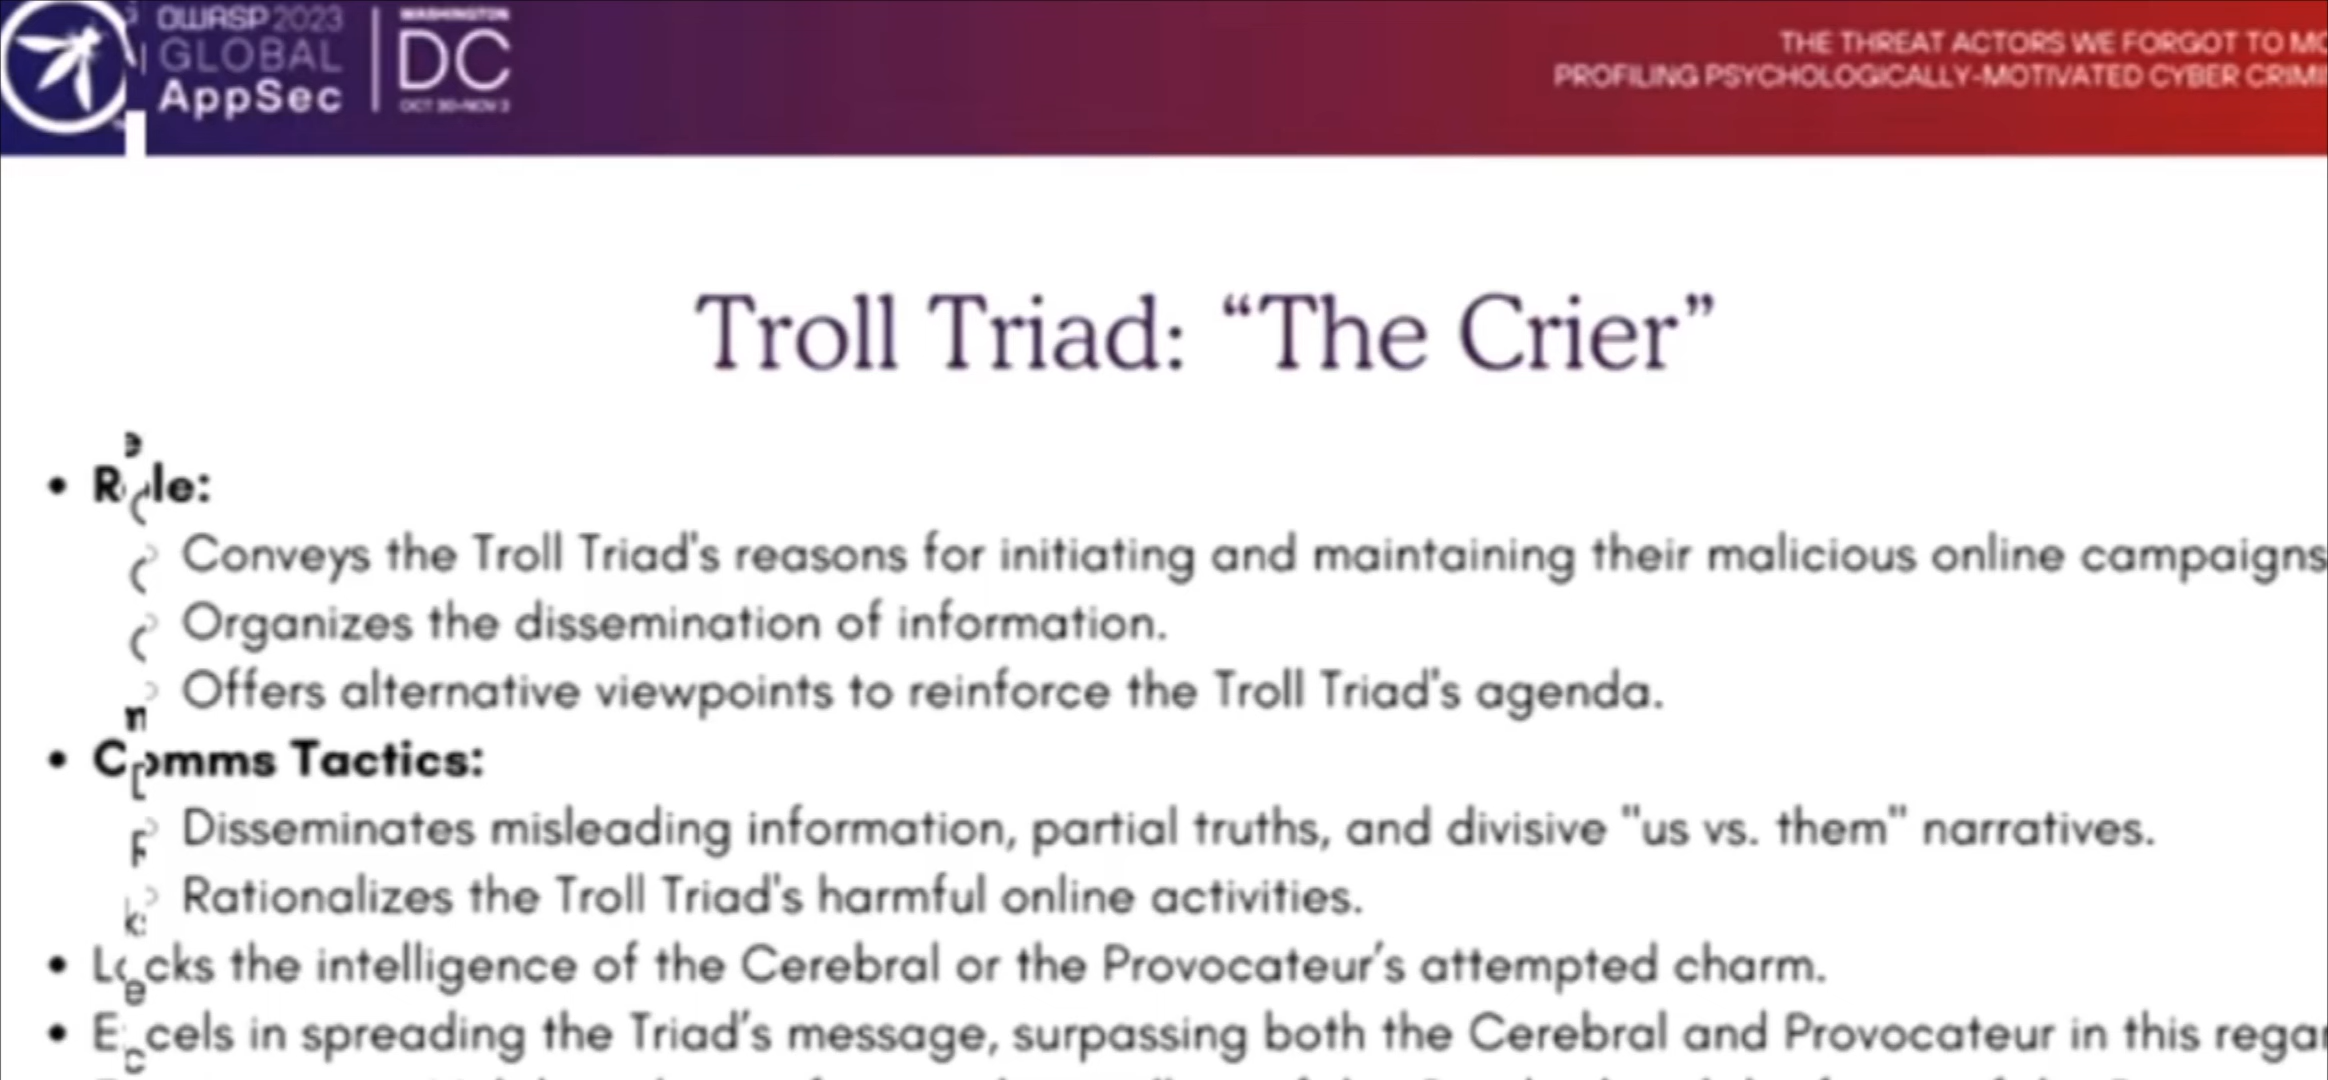 OWASP 2023
GLOBAL
AppSec
WASHINGTON
DC
OCT 30-NOV 3
THE THREAT ACTORS WE FORGOT TO MO
PROFILING PSYCHOLOGICALLY-MOTIVATED CYBER CRIMI
Troll Triad: “The Crier”
• Role:
Conveys the Troll Triad's reasons for initiating and maintaining their malicious online campaigns
Organizes the dissemination of information.
Offers alternative viewpoints to reinforce the Troll Triad's agenda.
• Comms Tactics:
Disseminates misleading information, partial truths, and divisive "us vs. them" narratives.
Rationalizes the Troll Triad's harmful online activities.
• Lacks the intelligence of the Cerebral or the Provocateur’s attempted charm.
• Excels in spreading the Triad’s message, surpassing both the Cerebral and Provocateur in this regar